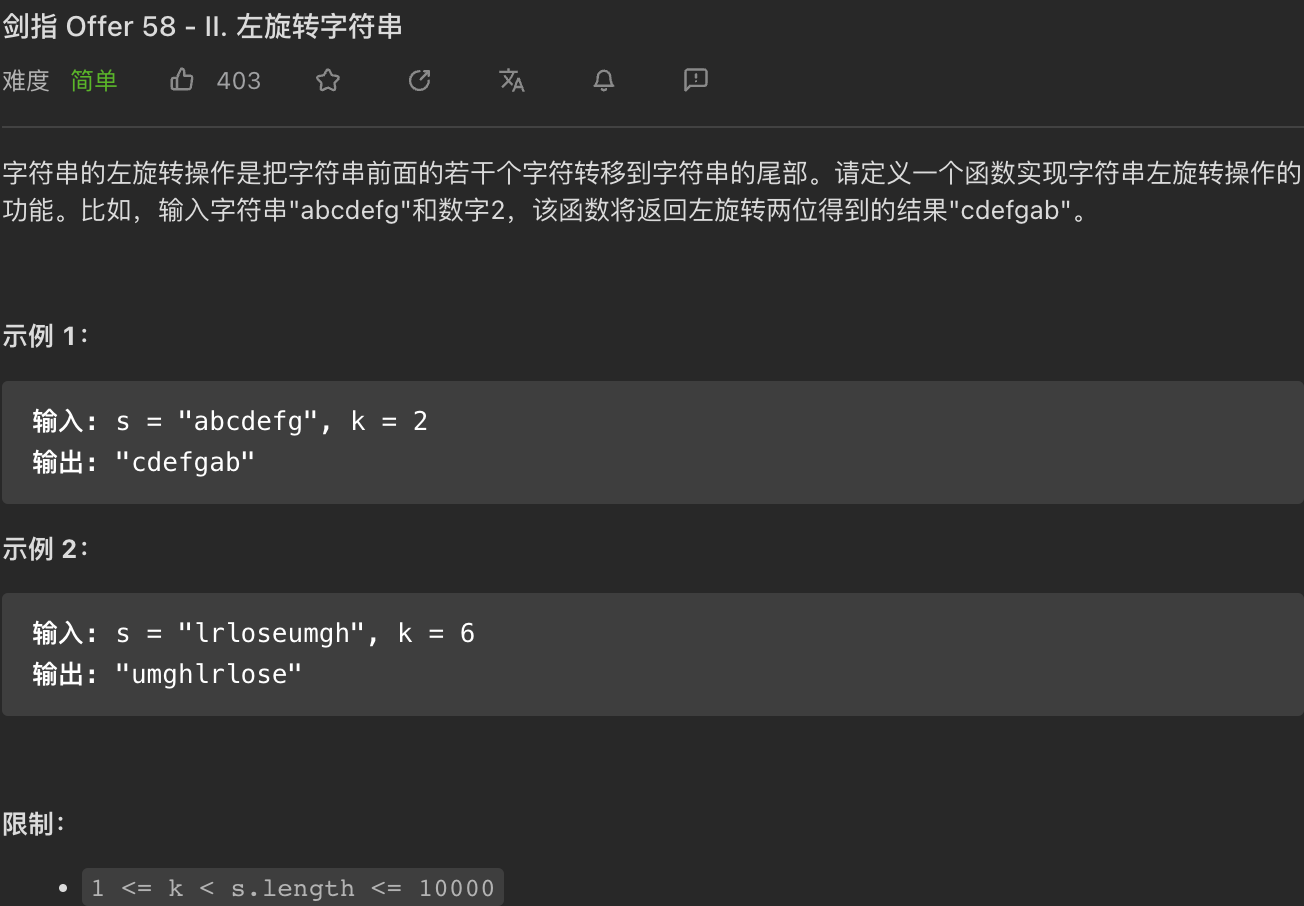 剑指 Offer 58 - II. 左旋转字符串
难度 简单 403
字符串的左旋转操作是把字符串前面的若干个字符转移到字符串的尾部。请定义一个函数实现字符串左旋转操作的
功能。比如，输入字符串"abcdefg"和数字2，该函数将返回左旋转两位得到的结果"cdefgab"。
示例 1：
输入: s = "abcdefg", k = 2
输出: "cdefgab"
示例 2：
输入: s = "lrloseumgh", k = 6
输出: "umghlrlose"
限制：
• 1 <= k < s.length <= 10000